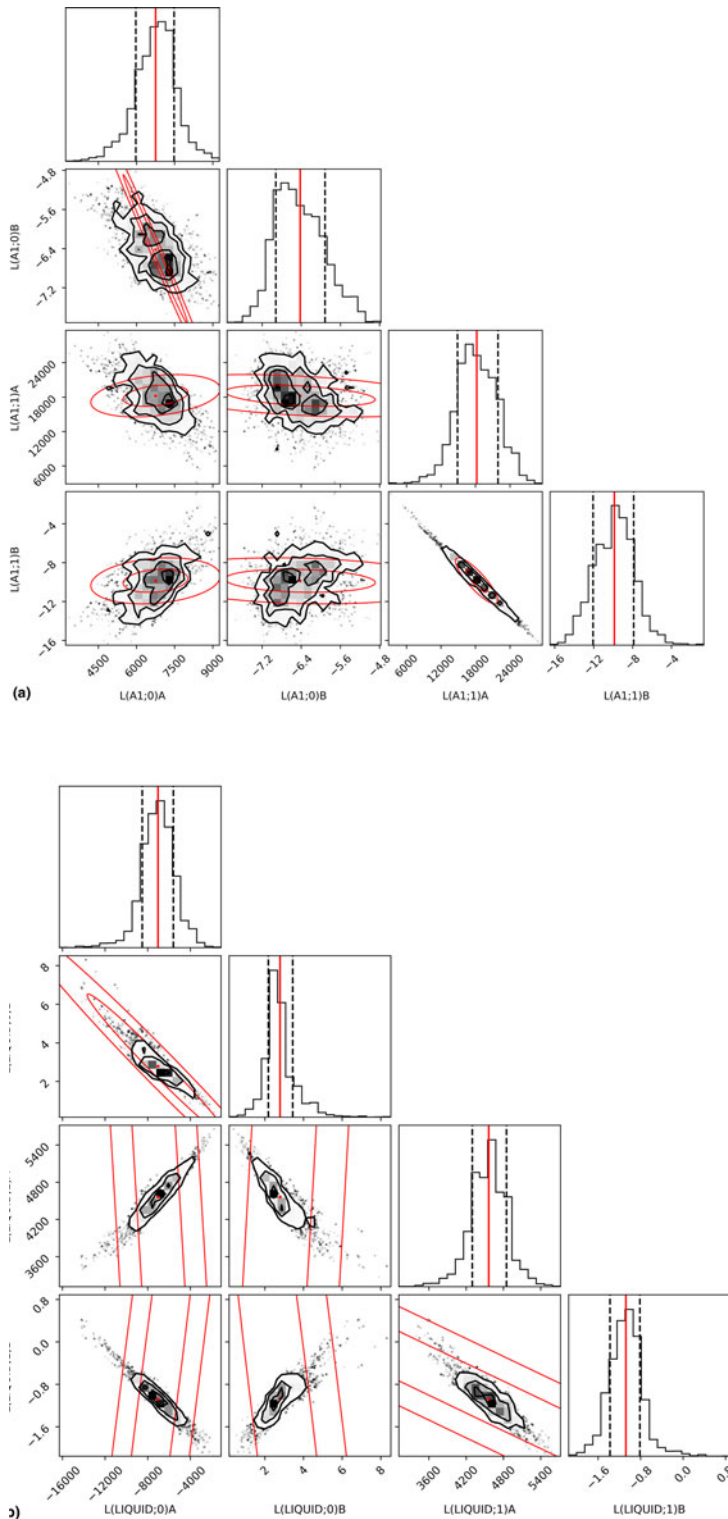 −4.8
−5.6
−6.4
−7.2
L(A1;0)B
24000
18000
12000
6000
L(A1;1)A
−4
−8
−12
−16
L(A1;1)B
4500 6000 7500 9000
−7.2 −6.4 −5.6 −4.8
6000 12000 18000 24000
−16 −12 −8 −4
(a) L(A1;0)A L(A1;0)B L(A1;1)A L(A1;1)B
8
6
4
2
5400
4800
4200
3600
0.8
0.0
−0.8
−1.6
−16000 −12000 −8000 −4000
2 4 6 8
3600 4200 4800 5400
−1.6 −0.8 0.0
L(LIQUID;0)A L(LIQUID;0)B L(LIQUID;1)A L(LIQUID;1)B